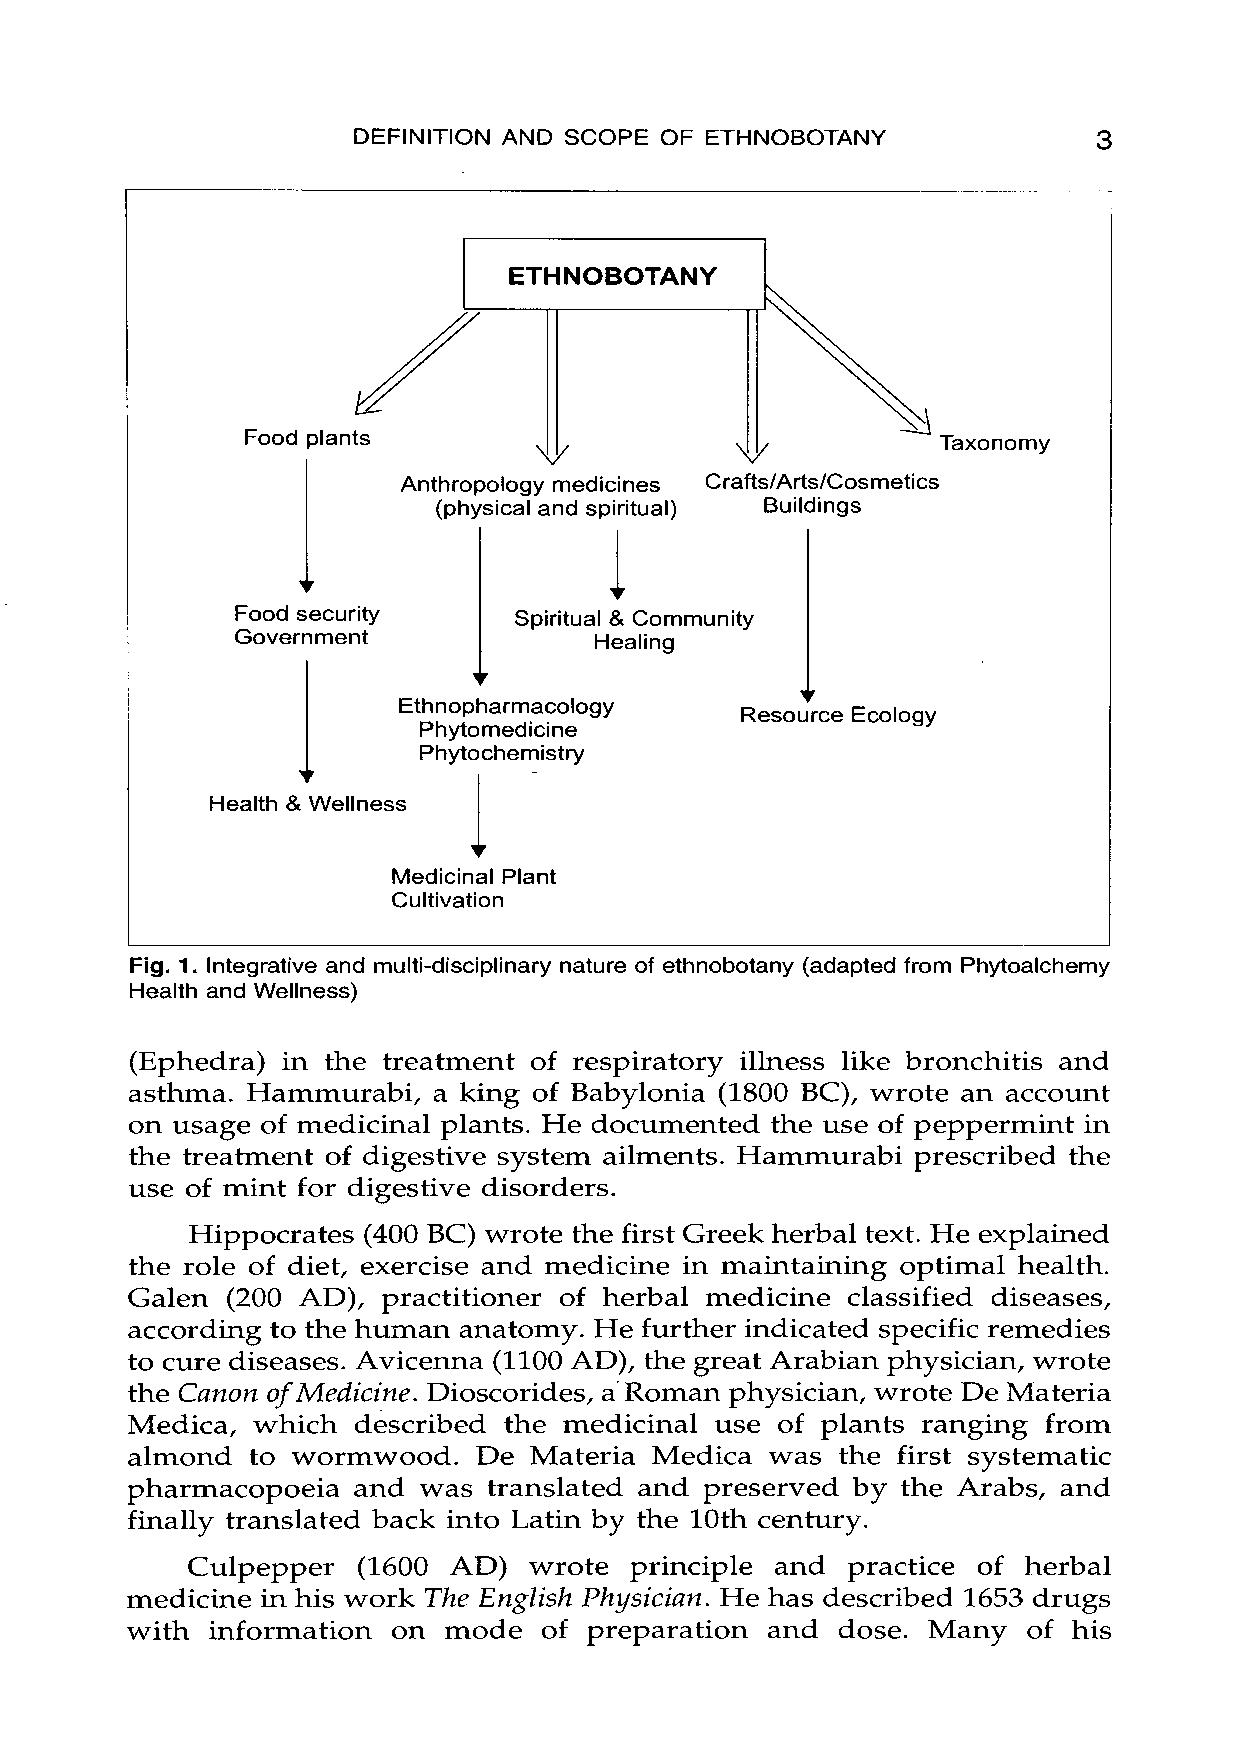 DEFINITION AND SCOPE OF ETHNOBOTANY 3
ETHNOBOTANY
Food plants
Taxonomy
Anthropology medicines
(physical and spiritual)
Crafts/Arts/Cosmetics
Buildings
Food security
Government
Spiritual & Community
Healing
Ethnopharmacology
Phytomedicine
Phytochemistry
Resource Ecology
Health & Wellness
Medicinal Plant
Cultivation
Fig. 1. Integrative and multi-disciplinary nature of ethnobotany (adapted from Phytoalchemy
Health and Wellness)
(Ephedra) in the treatment of respiratory illness like bronchitis and
asthma. Hammurabi, a king of Babylonia (1800 BC), wrote an account
on usage of medicinal plants. He documented the use of peppermint in
the treatment of digestive system ailments. Hammurabi prescribed the
use of mint for digestive disorders.
Hippocrates (400 BC) wrote the first Greek herbal text. He explained
the role of diet, exercise and medicine in maintaining optimal health.
Galen (200 AD), practitioner of herbal medicine classified diseases,
according to the human anatomy. He further indicated specific remedies
to cure diseases. Avicenna (1100 AD), the great Arabian physician, wrote
the Canon of Medicine. Dioscorides, a Roman physician, wrote De Materia
Medica, which described the medicinal use of plants ranging from
almond to wormwood. De Materia Medica was the first systematic
pharmacopoeia and was translated and preserved by the Arabs, and
finally translated back into Latin by the 10th century.
Culpepper (1600 AD) wrote principle and practice of herbal
medicine in his work The English Physician. He has described 1653 drugs
with information on mode of preparation and dose. Many of his